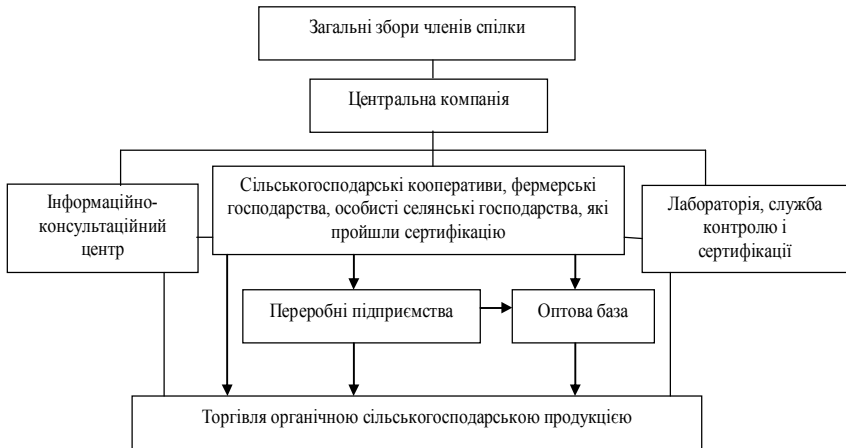 Загальні збори членів спілки
Центральна компанія
Інформаційно-
консультаційний
центр
Сільськогосподарські кооперативи, фермерські
господарства, особисті селянські господарства, які
пройшли сертифікацію
Лабораторія, служба
контролю і
сертифікації
Переробні підприємства
Оптова база
Торгівля органічною сільськогосподарською продукцією